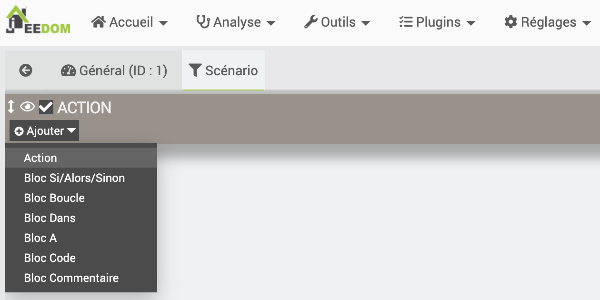 JEEDOM Accueil Analyse Outils Plugins Réglages
Général (ID : 1) Scénario
ACTION
Ajouter
Action
Bloc Si/Alors/Sinon
Bloc Boucle
Bloc Dans
Bloc A
Bloc Code
Bloc Commentaire